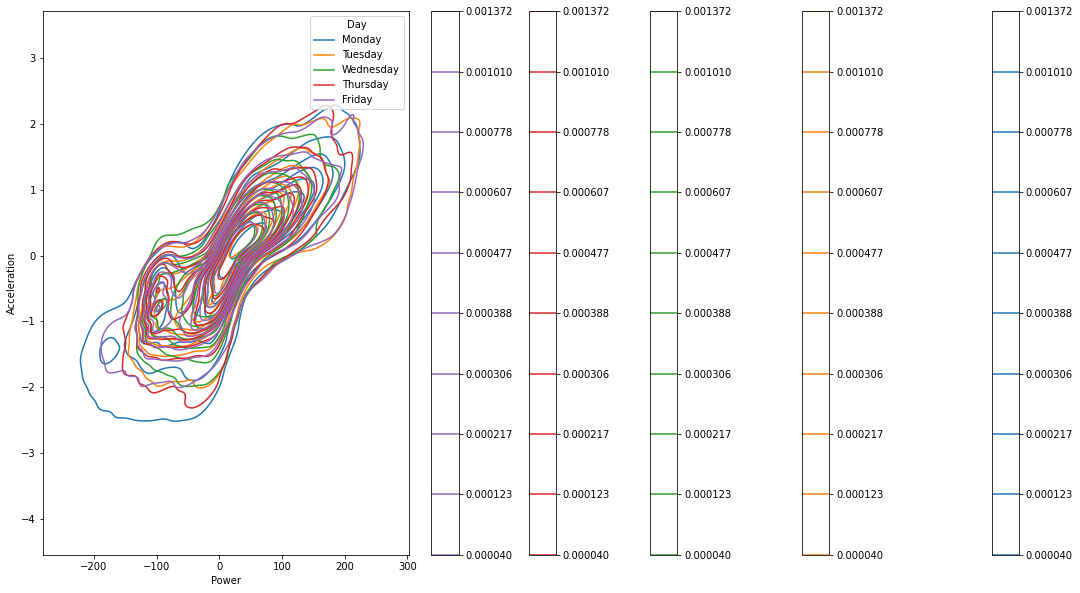 Day
Monday
Tuesday
Wednesday
Thursday
Friday
3
2
1
0
−1
−2
−3
−4
Acceleration
−200 −100 0 100 200 300
Power
0.001372 0.001372 0.001372 0.001372 0.001372
0.001010 0.001010 0.001010 0.001010 0.001010
0.000778 0.000778 0.000778 0.000778 0.000778
0.000607 0.000607 0.000607 0.000607 0.000607
0.000477 0.000477 0.000477 0.000477 0.000477
0.000388 0.000388 0.000388 0.000388 0.000388
0.000306 0.000306 0.000306 0.000306 0.000306
0.000217 0.000217 0.000217 0.000217 0.000217
0.000123 0.000123 0.000123 0.000123 0.000123
0.000040 0.000040 0.000040 0.000040 0.000040